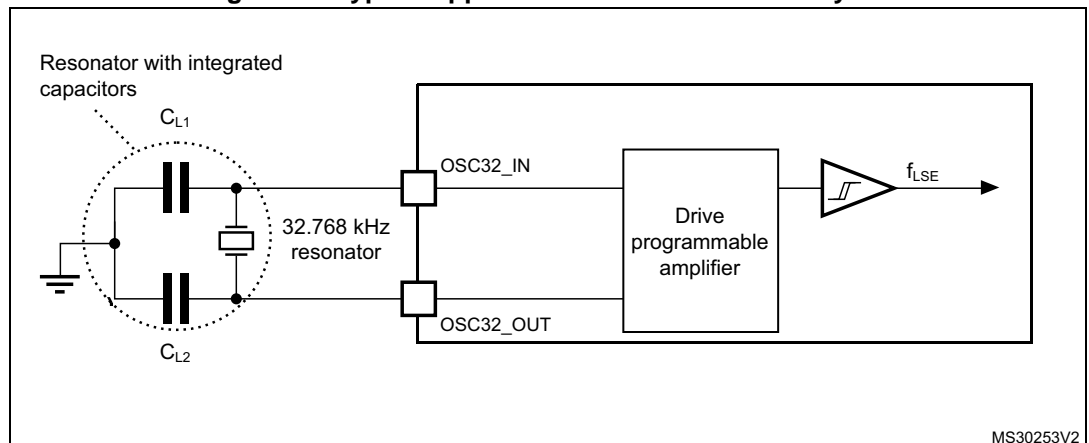 Resonator with integrated
capacitors
CL1
OSC32_IN
fLSE
32.768 kHz
resonator
Drive
programmable
amplifier
OSC32_OUT
CL2
MS30253V2